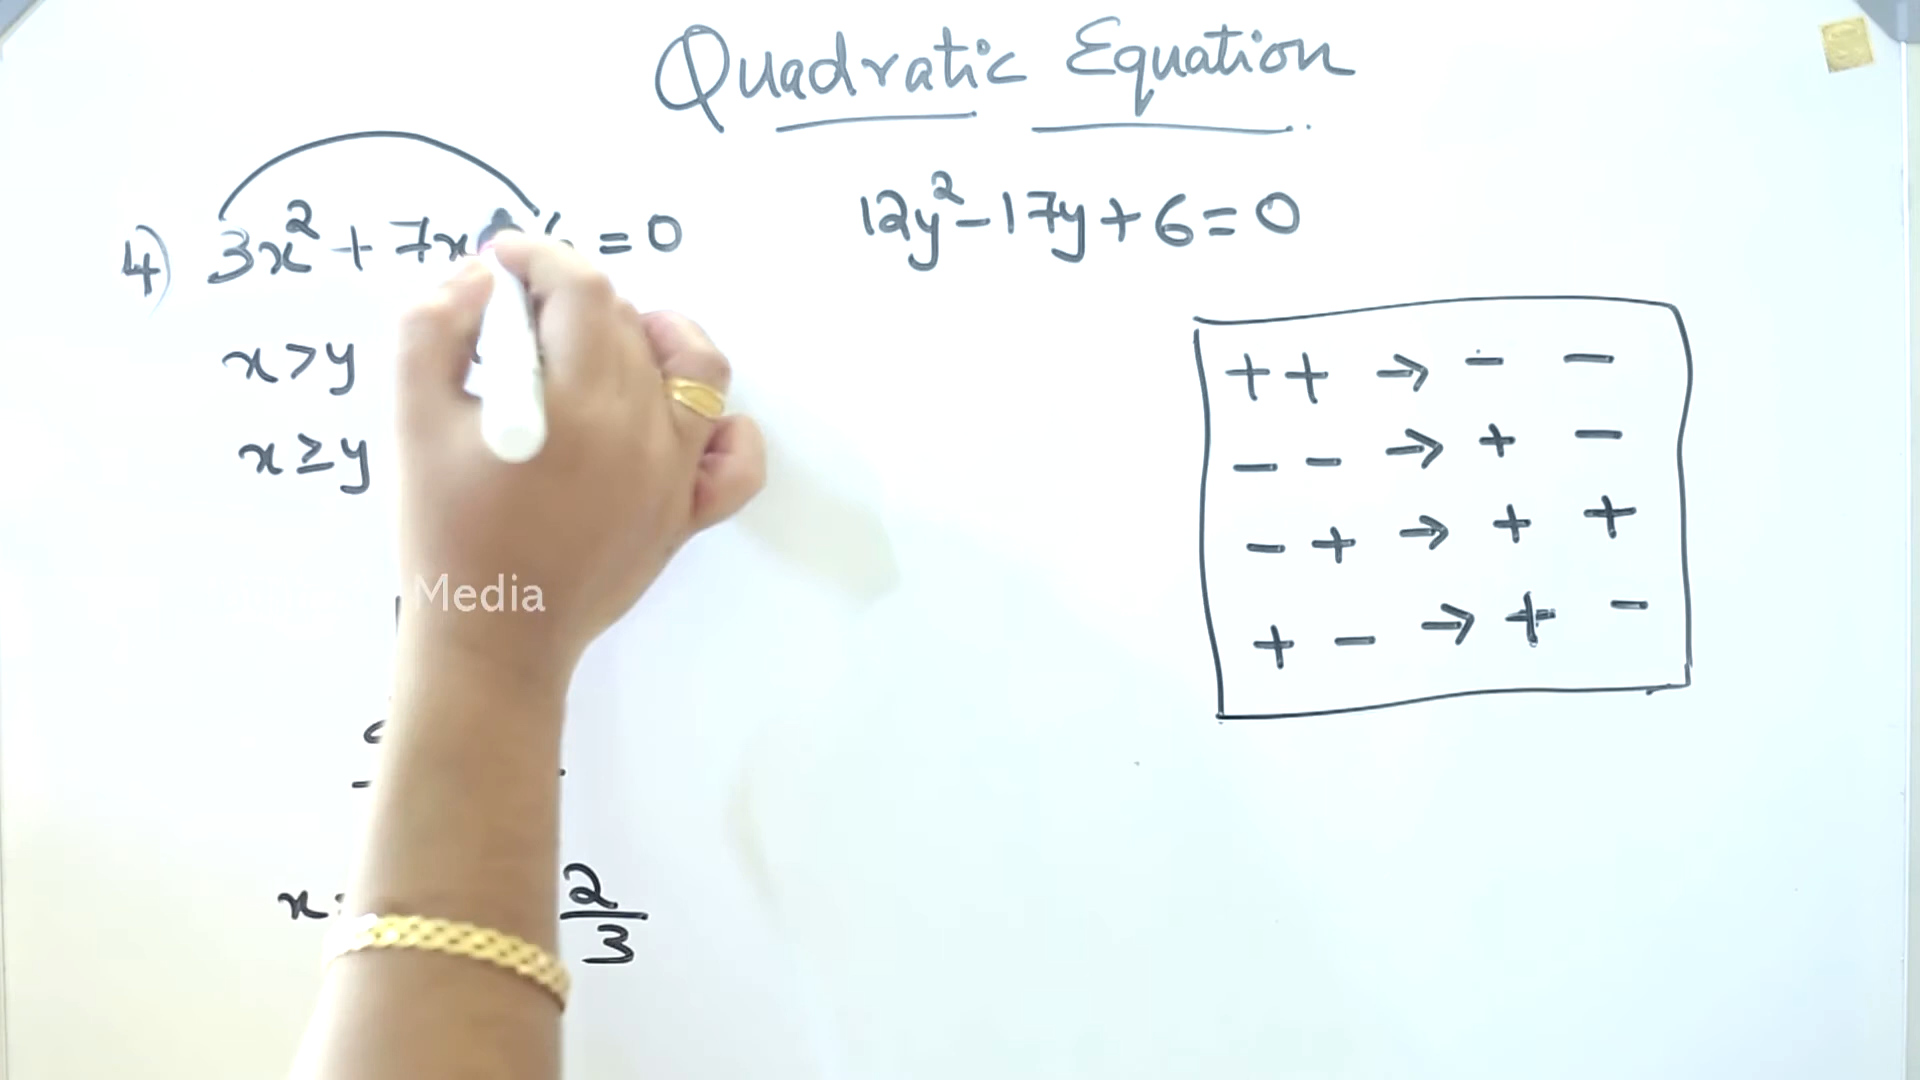 Quadratic Equation
4) 3x² + 7x = 0
12y² - 17y + 6 = 0
x > y
x ≥ y
+ + → - -
- - → + -
- + → + +
+ - → + -
Media
x
2/3